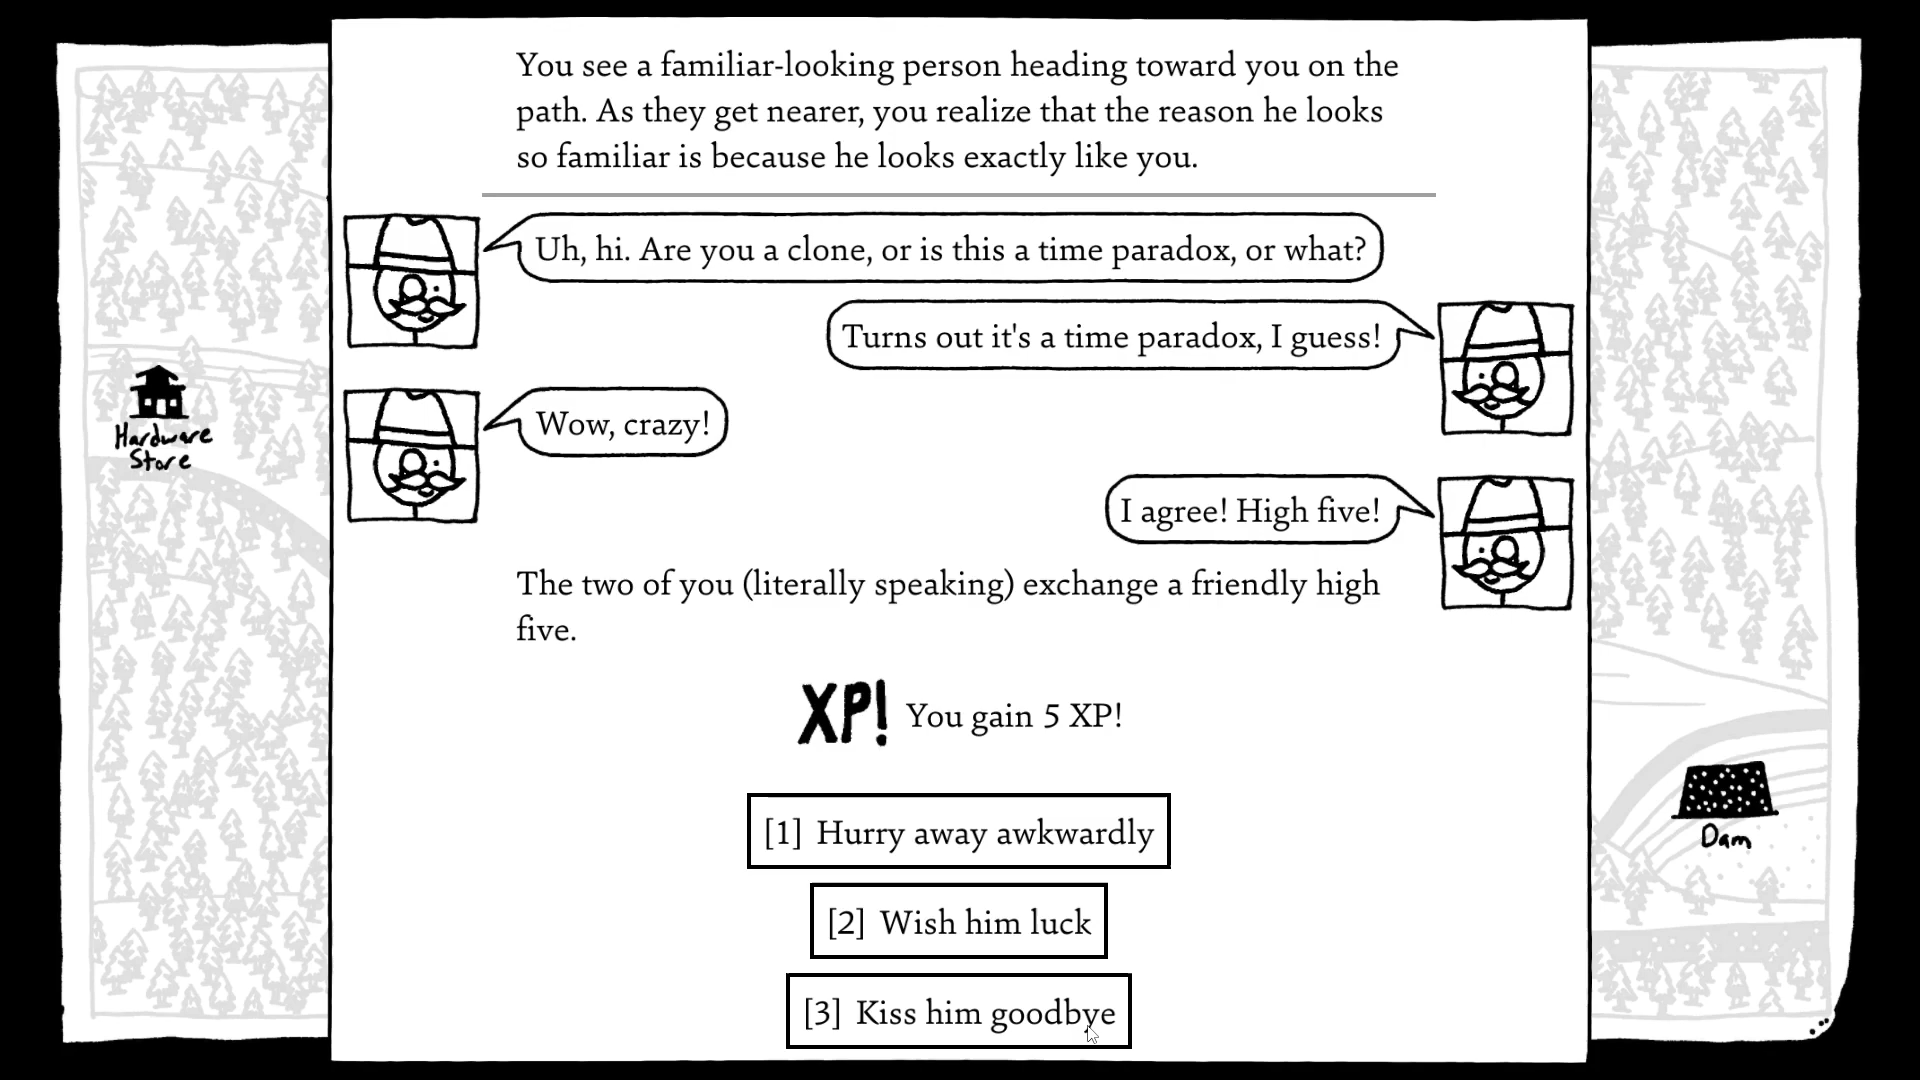 You see a familiar-looking person heading toward you on the
path. As they get nearer, you realize that the reason he looks
so familiar is because he looks exactly like you.
Uh, hi. Are you a clone, or is this a time paradox, or what?
Turns out it's a time paradox, I guess!
Wow, crazy!
I agree! High five!
The two of you (literally speaking) exchange a friendly high
five.
XP! You gain 5 XP!
[1] Hurry away awkwardly
[2] Wish him luck
[3] Kiss him goodbye
Hardware
Store
Dam